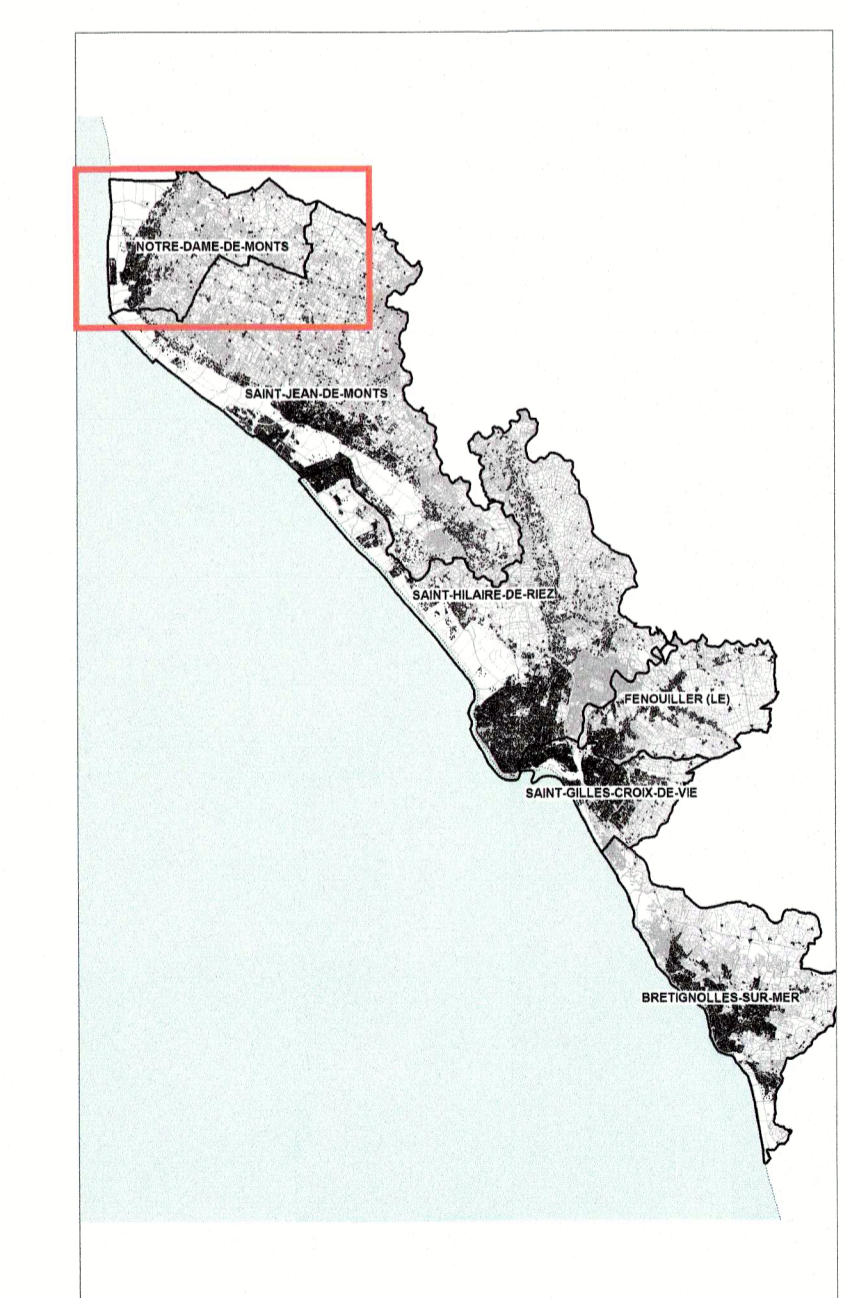 NOTRE-DAME-DE-MONTS
SAINT-JEAN-DE-MONTS
SAINT-HILAIRE-DE-RIEZ
FENOUILLER (LE)
SAINT-GILLES-CROIX-DE-VIE
BRETIGNOLLES-SUR-MER